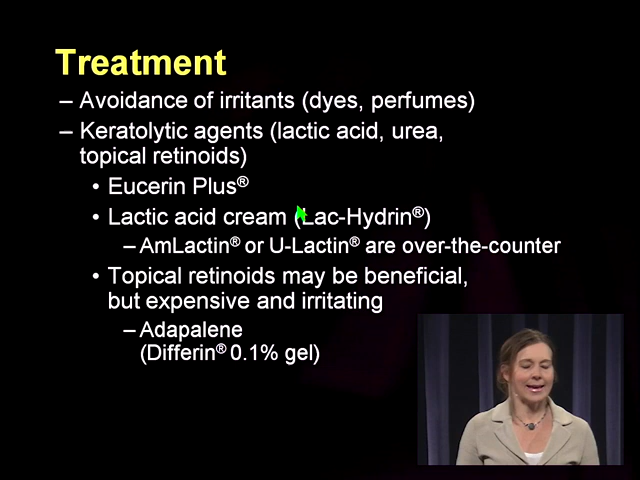 Treatment
– Avoidance of irritants (dyes, perfumes)
– Keratolytic agents (lactic acid, urea,
topical retinoids)
• Eucerin Plus®
• Lactic acid cream (Lac-Hydrin®)
– AmLactin® or U-Lactin® are over-the-counter
• Topical retinoids may be beneficial,
but expensive and irritating
– Adapalene
(Differin® 0.1% gel)